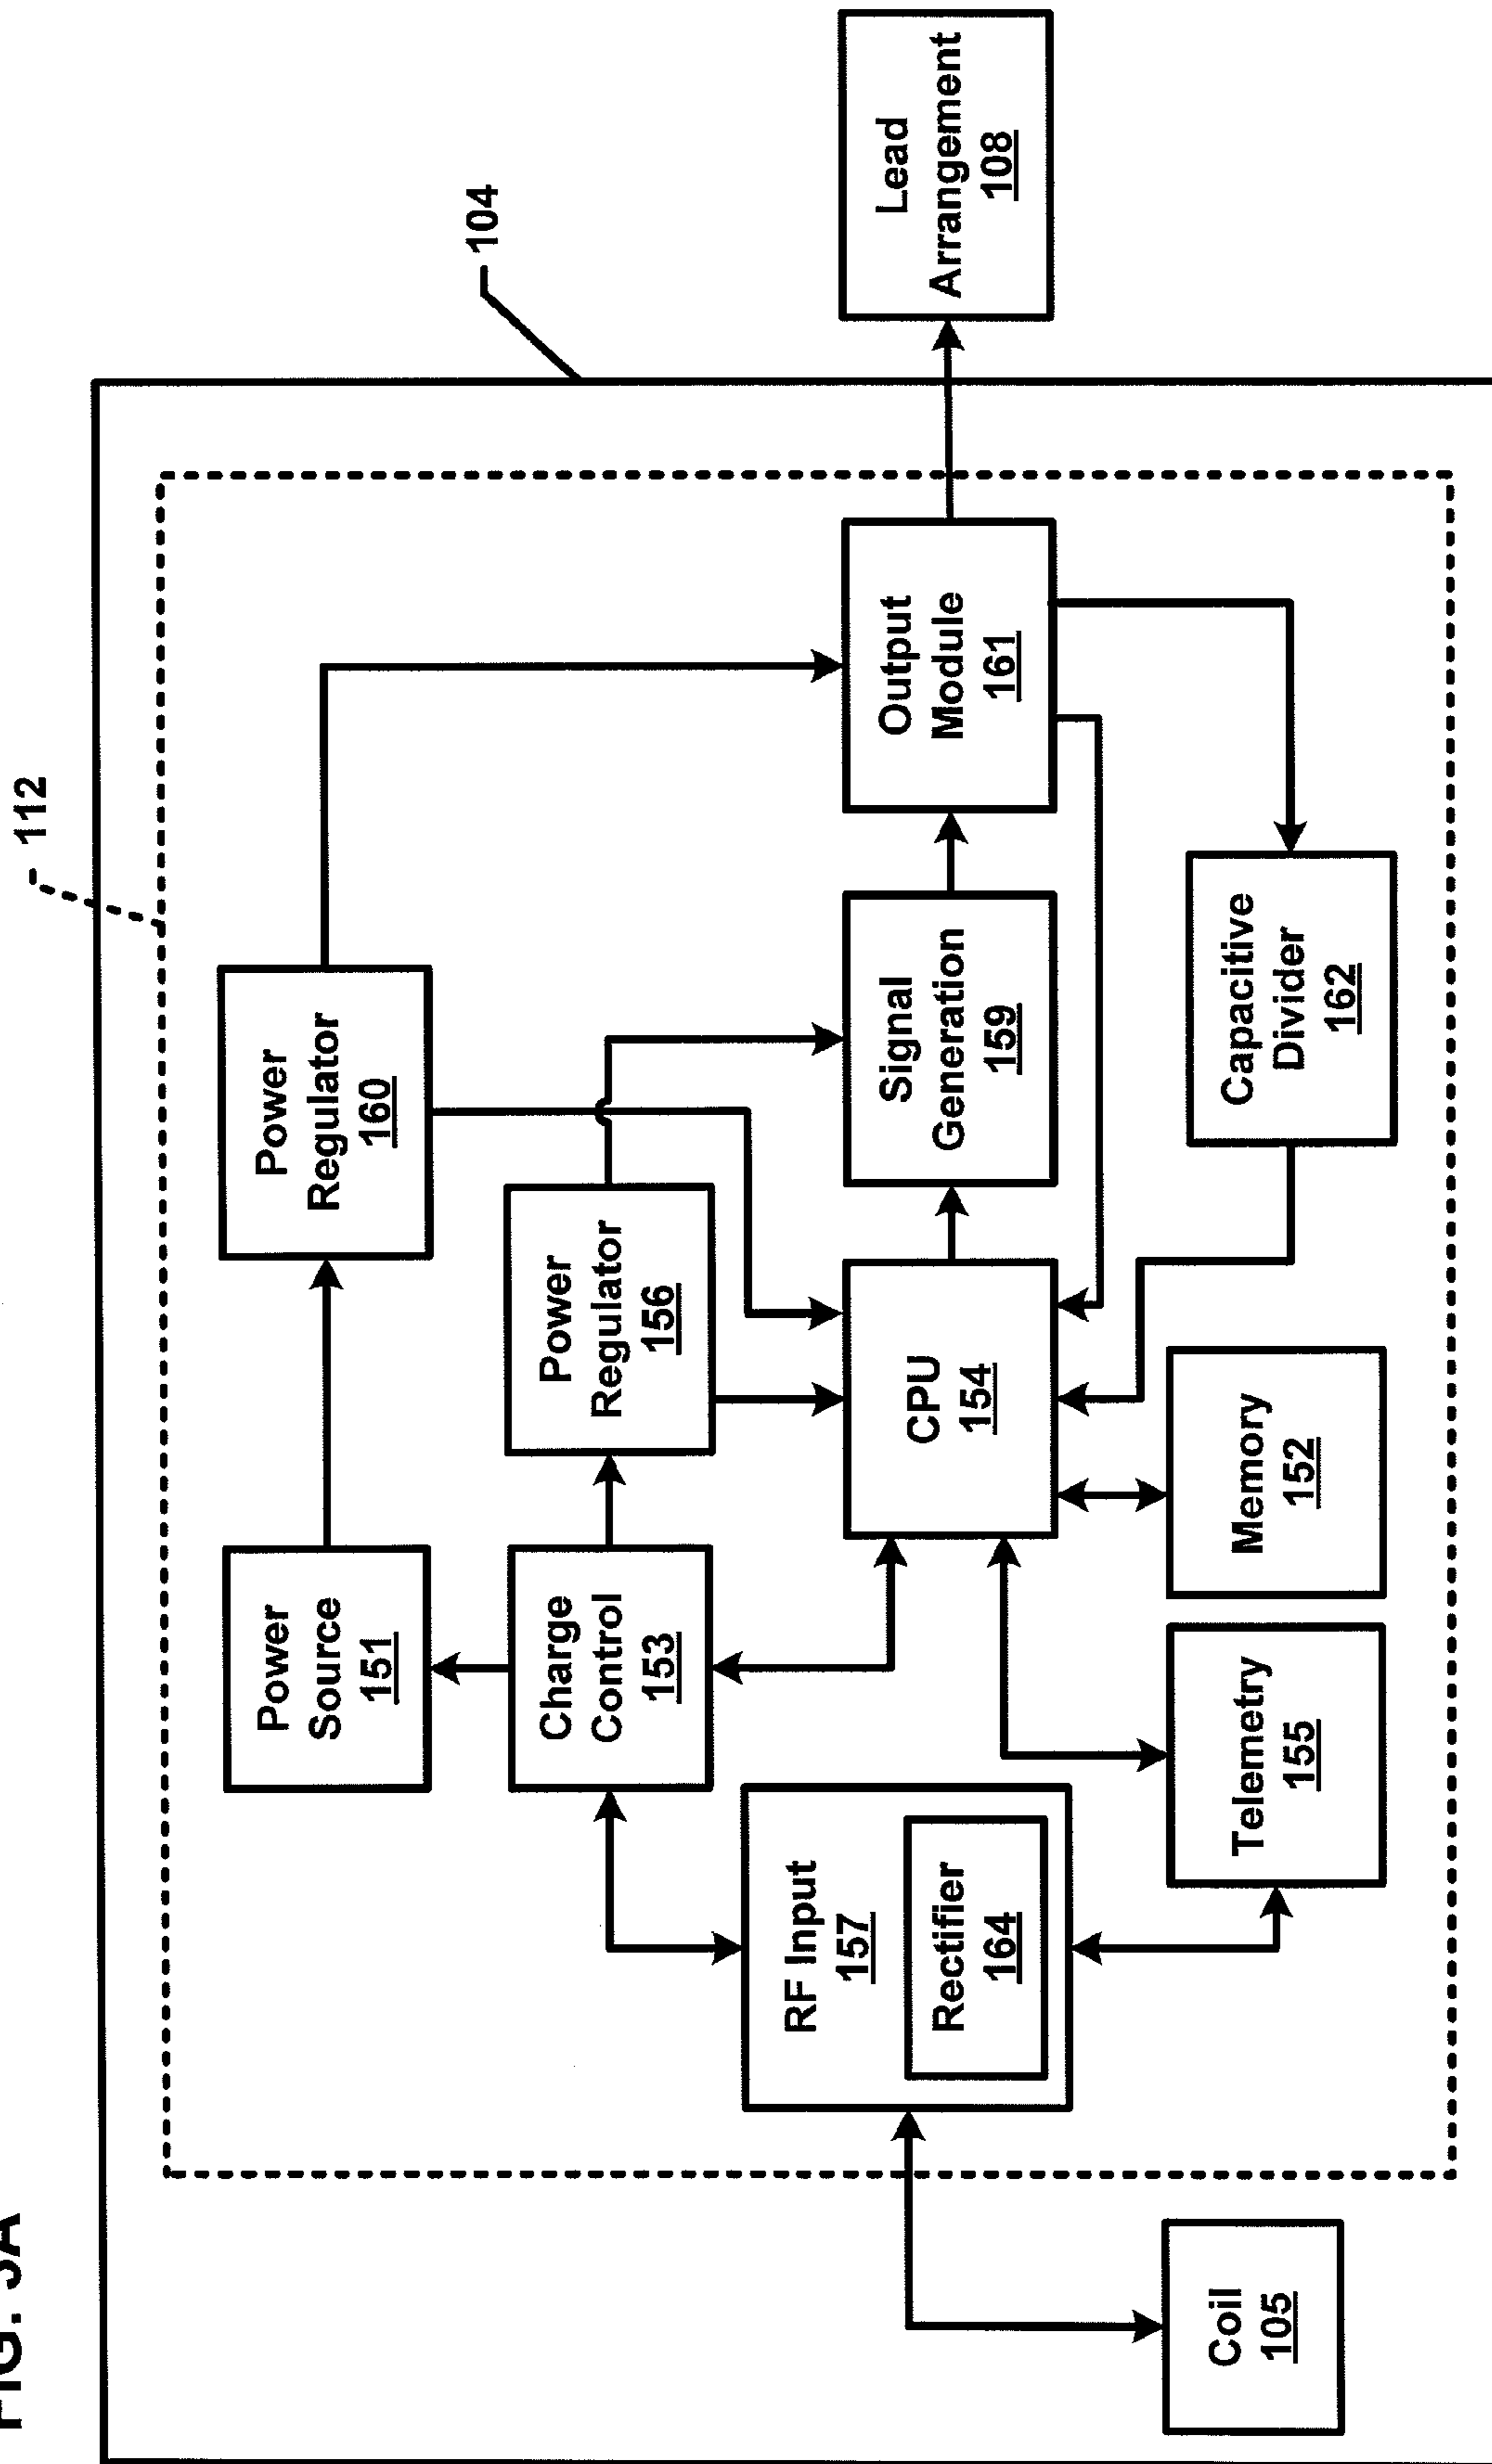 FIG. 3A
112
104
Power
Regulator
160
Power
Source
151
Power
Regulator
156
Charge
Control
153
Output
Module
161
Lead
Arrangement
108
Signal
Generation
159
CPU
154
RF Input
157
Rectifier
164
Capacitive
Divider
162
Memory
152
Telemetry
155
Coil
105